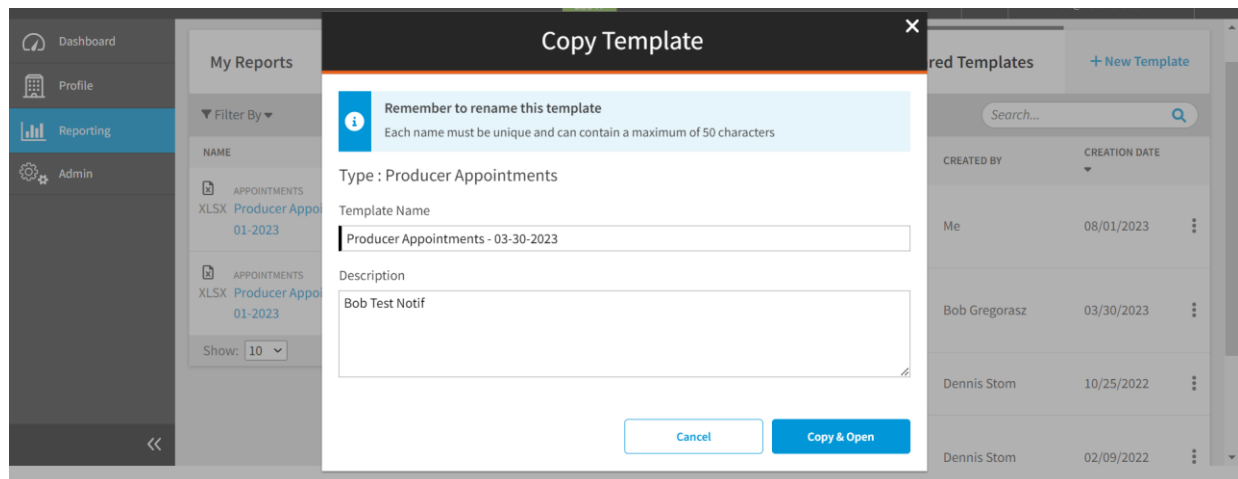 Copy Template
Dashboard
Profile
Reporting
Admin
My Reports
red Templates
+ New Template
Filter By
Search...
NAME
CREATED BY
CREATION DATE
APPOINTMENTS
XLSX Producer Appoi
01-2023
Me
08/01/2023
APPOINTMENTS
XLSX Producer Appoi
01-2023
Bob Gregorasz
03/30/2023
Show: 10
Dennis Stom
10/25/2022
Dennis Stom
02/09/2022
Remember to rename this template
Each name must be unique and can contain a maximum of 50 characters
Type : Producer Appointments
Template Name
Producer Appointments - 03-30-2023
Description
Bob Test Notif
Cancel
Copy & Open